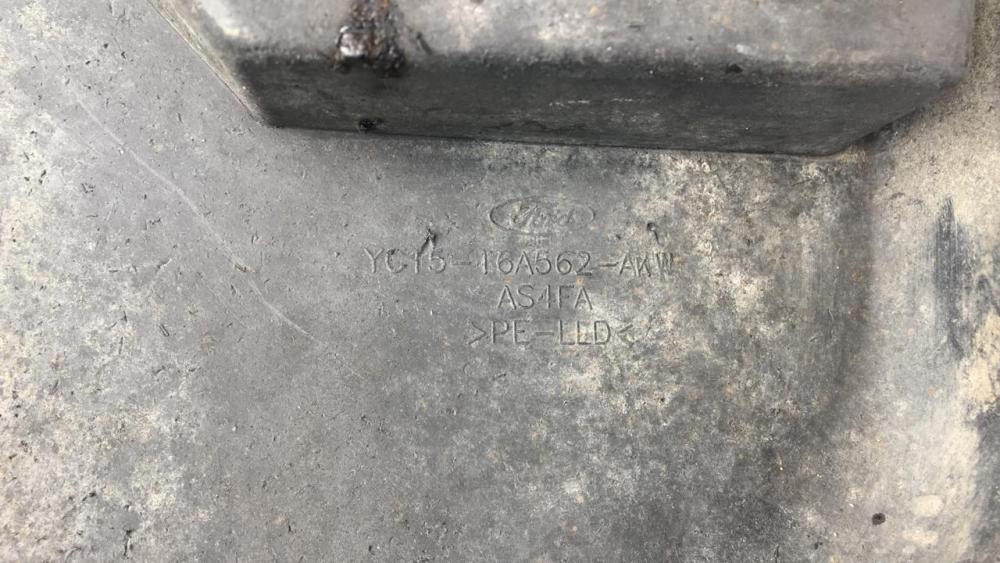 Ford
YC15-16A562-AKW
AS4FA
>PE-LLD<